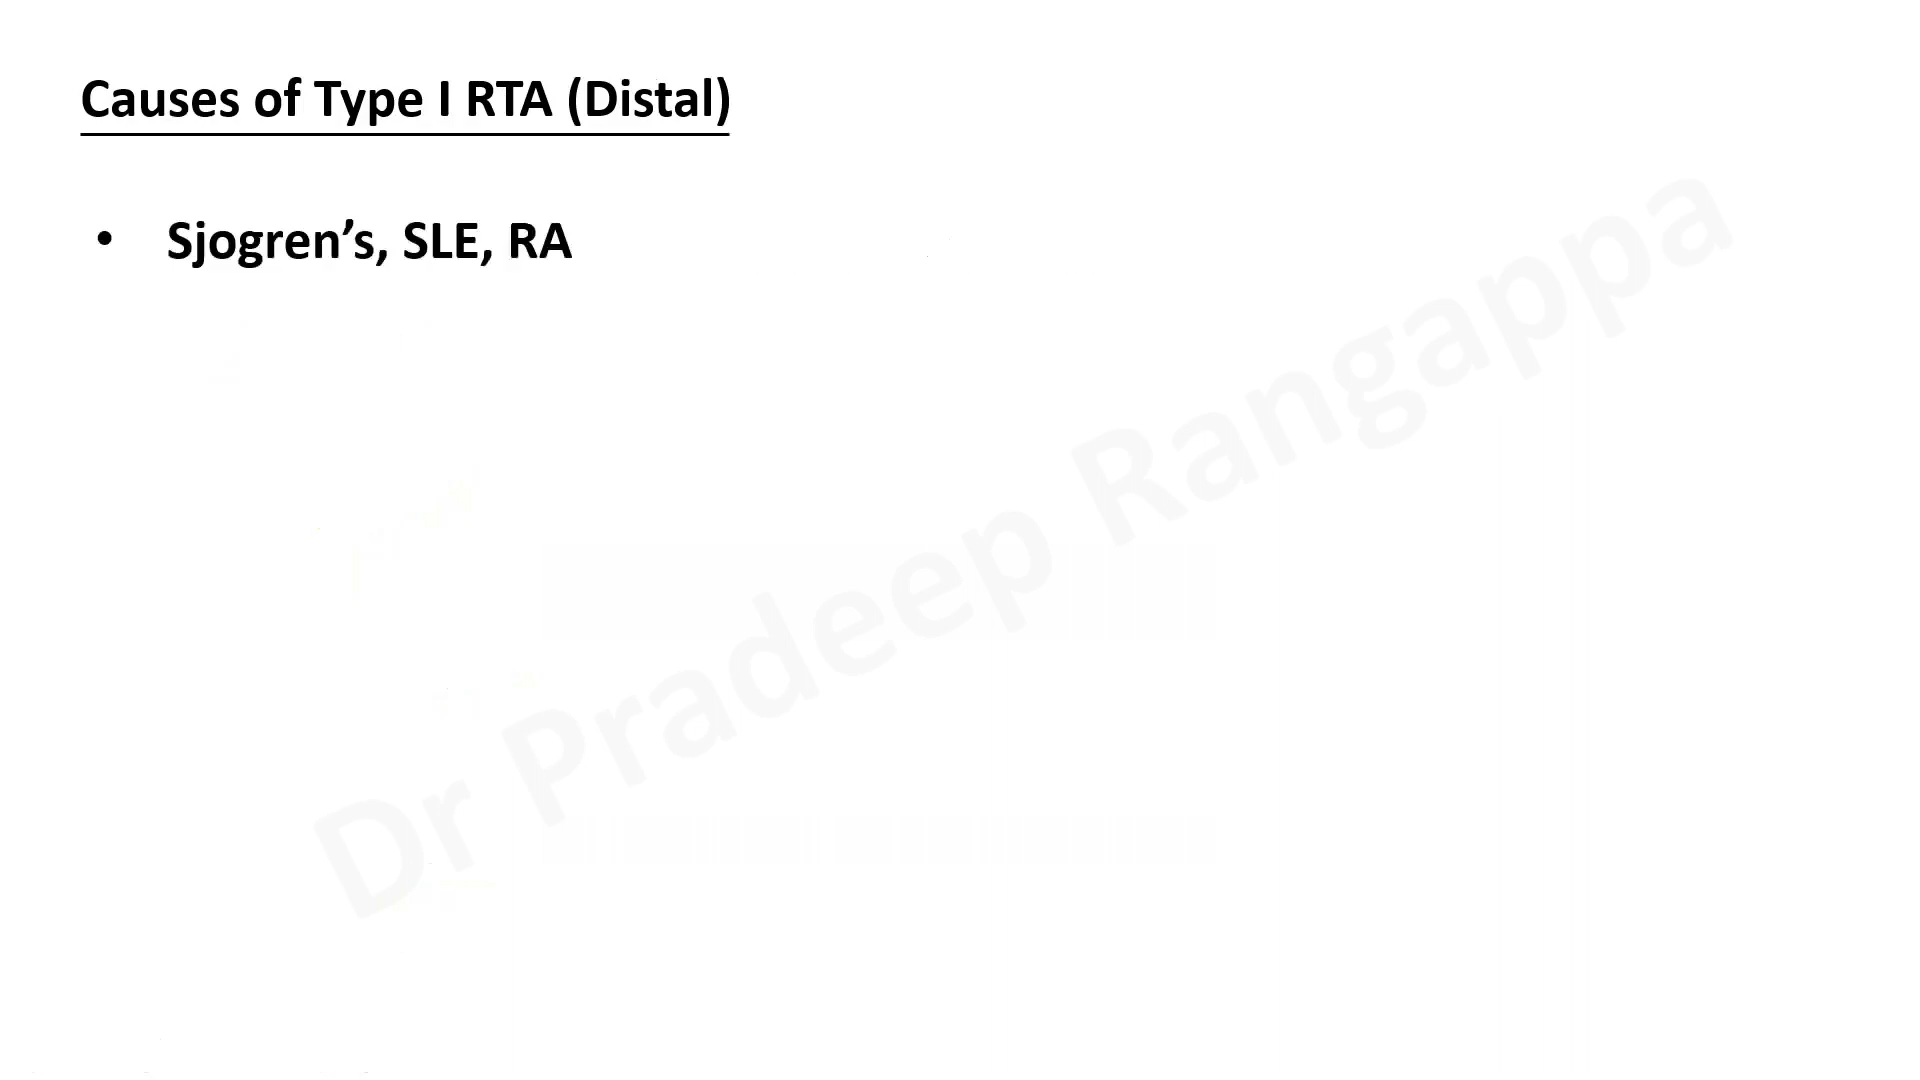 Causes of Type I RTA (Distal)
• Sjogren’s, SLE, RA
Dr Pradeep Rangappa